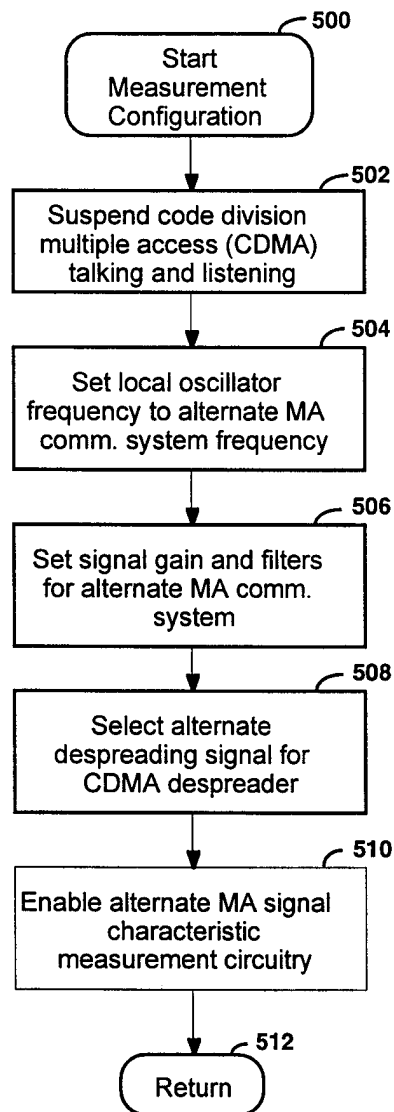 500
Start
Measurement
Configuration
502
Suspend code division
multiple access (CDMA)
talking and listening
504
Set local oscillator
frequency to alternate MA
comm. system frequency
506
Set signal gain and filters
for alternate MA comm.
system
508
Select alternate
despreading signal for
CDMA despreader
510
Enable alternate MA signal
characteristic
measurement circuitry
512
Return